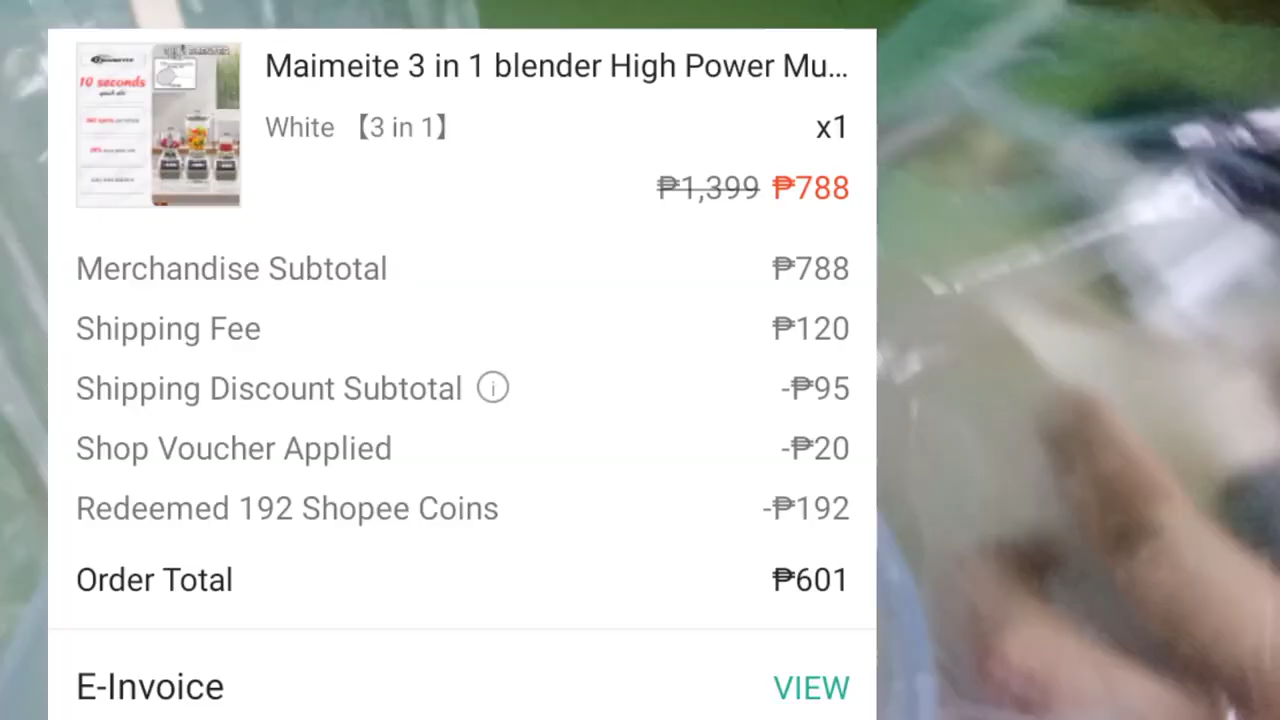 10 seconds
Maimeite 3 in 1 blender High Power Mu...
White 【3 in 1】
x1
₱1,399 ₱788
Merchandise Subtotal ₱788
Shipping Fee ₱120
Shipping Discount Subtotal -₱95
Shop Voucher Applied -₱20
Redeemed 192 Shopee Coins -₱192
Order Total ₱601
E-Invoice VIEW